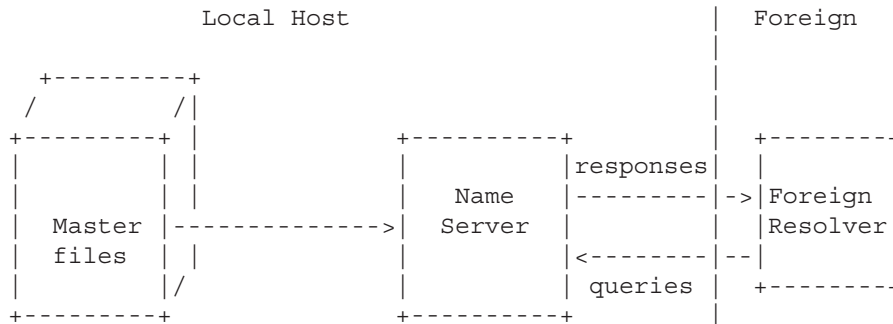 Local Host | Foreign
responses
Name Foreign
Master Server Resolver
files
queries